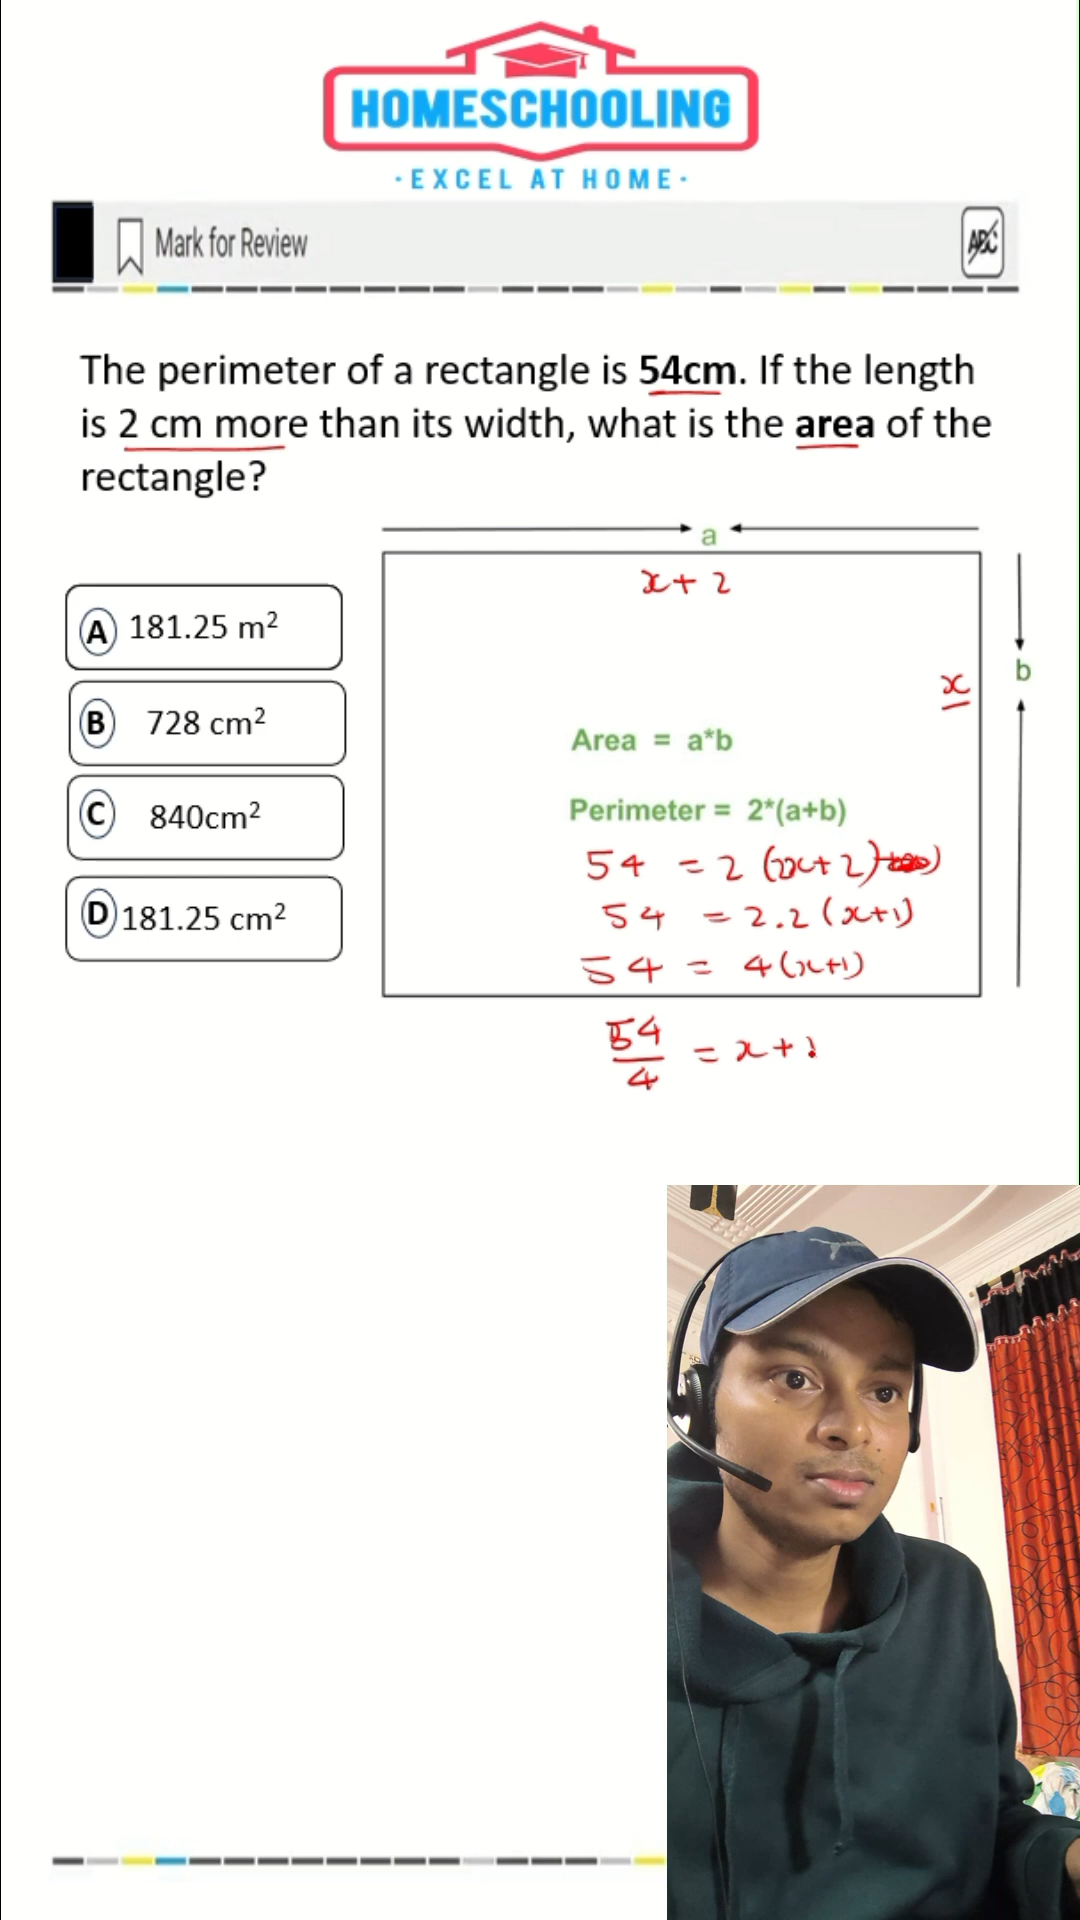 HOMESCHOOLING
·EXCEL AT HOME·
Mark for Review
ABC
The perimeter of a rectangle is 54cm. If the length
is 2 cm more than its width, what is the area of the
rectangle?
a
x+2
A 181.25 m²
b
x
B 728 cm²
Area = a*b
C 840cm²
Perimeter = 2*(a+b)
54 = 2 (2x+2)
D 181.25 cm²
54 = 2.2 (x+1)
54 = 4(x+1)
54/4 = x+1